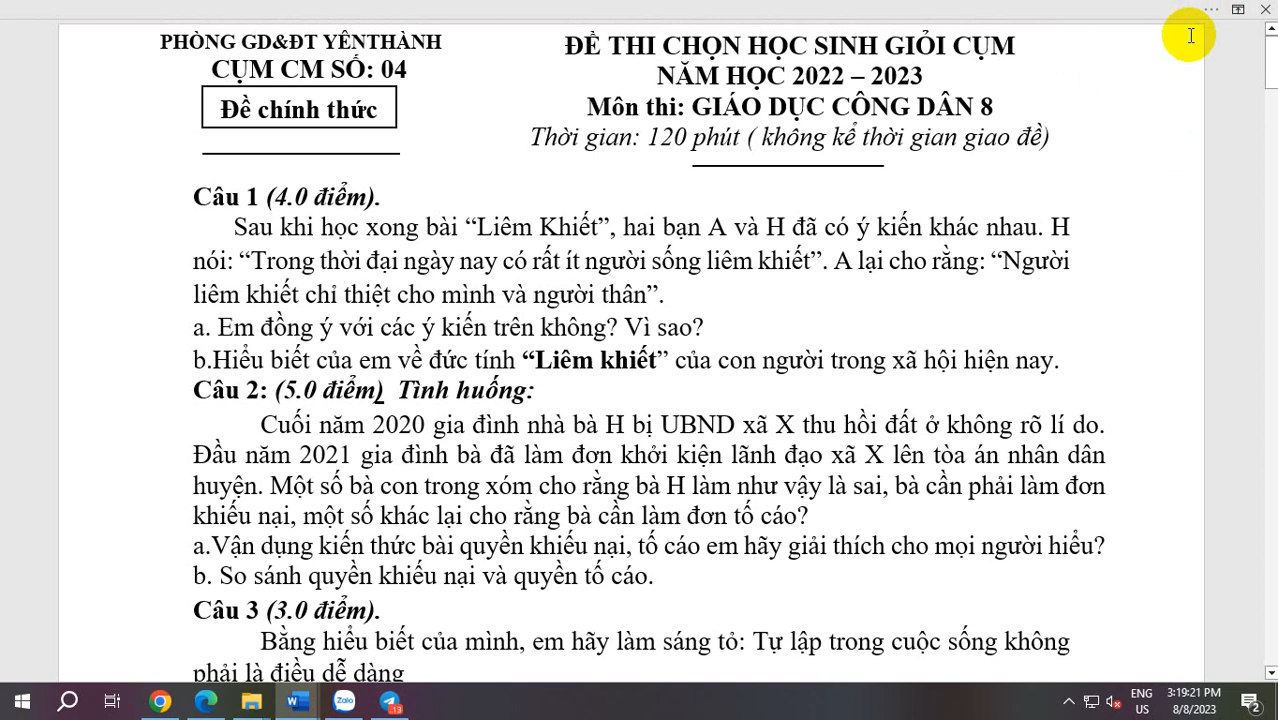 PHÒNG GD&ĐT YÊNTHÀNH
CỤM CM SỐ: 04
Đề chính thức
ĐỀ THI CHỌN HỌC SINH GIỎI CỤM
NĂM HỌC 2022 – 2023
Môn thi: GIÁO DỤC CÔNG DÂN 8
Thời gian: 120 phút ( không kể thời gian giao đề)
Câu 1 (4.0 điểm).
Sau khi học xong bài “Liêm Khiết”, hai bạn A và H đã có ý kiến khác nhau. H
nói: “Trong thời đại ngày nay có rất ít người sống liêm khiết”. A lại cho rằng: “Người
liêm khiết chỉ thiệt cho mình và người thân”.
a. Em đồng ý với các ý kiến trên không? Vì sao?
b.Hiểu biết của em về đức tính “Liêm khiết” của con người trong xã hội hiện nay.
Câu 2: (5.0 điểm) Tình huống:
Cuối năm 2020 gia đình nhà bà H bị UBND xã X thu hồi đất ở không rõ lí do.
Đầu năm 2021 gia đình bà đã làm đơn khởi kiện lãnh đạo xã X lên tòa án nhân dân
huyện. Một số bà con trong xóm cho rằng bà H làm như vậy là sai, bà cần phải làm đơn
khiếu nại, một số khác lại cho rằng bà cần làm đơn tố cáo?
a.Vận dụng kiến thức bài quyền khiếu nại, tố cáo em hãy giải thích cho mọi người hiểu?
b. So sánh quyền khiếu nại và quyền tố cáo.
Câu 3 (3.0 điểm).
Bằng hiểu biết của mình, em hãy làm sáng tỏ: Tự lập trong cuộc sống không
phải là điều dễ dàng
Zalo
13
ENG
US
3:19:21 PM
8/8/2023
2